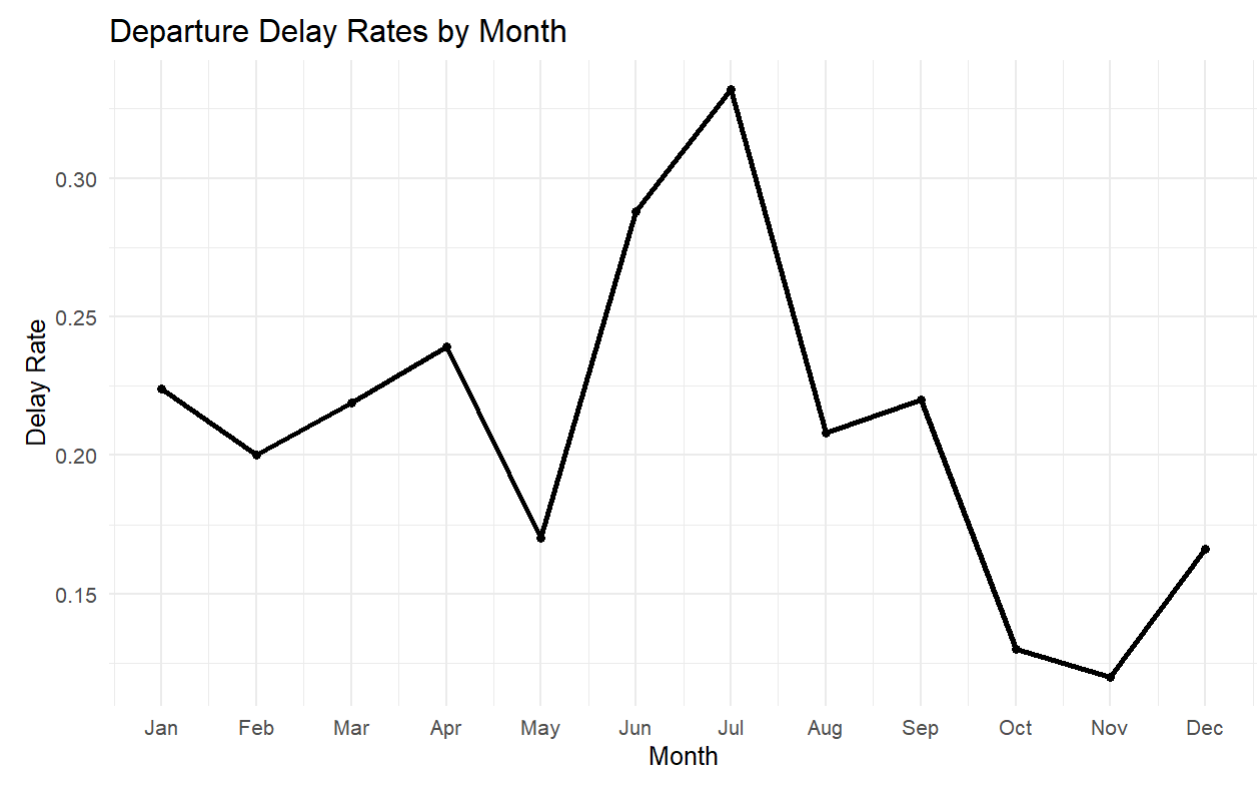 Departure Delay Rates by Month
0.30
0.25
0.20
0.15
Delay Rate
Jan Feb Mar Apr May Jun Jul Aug Sep Oct Nov Dec
Month